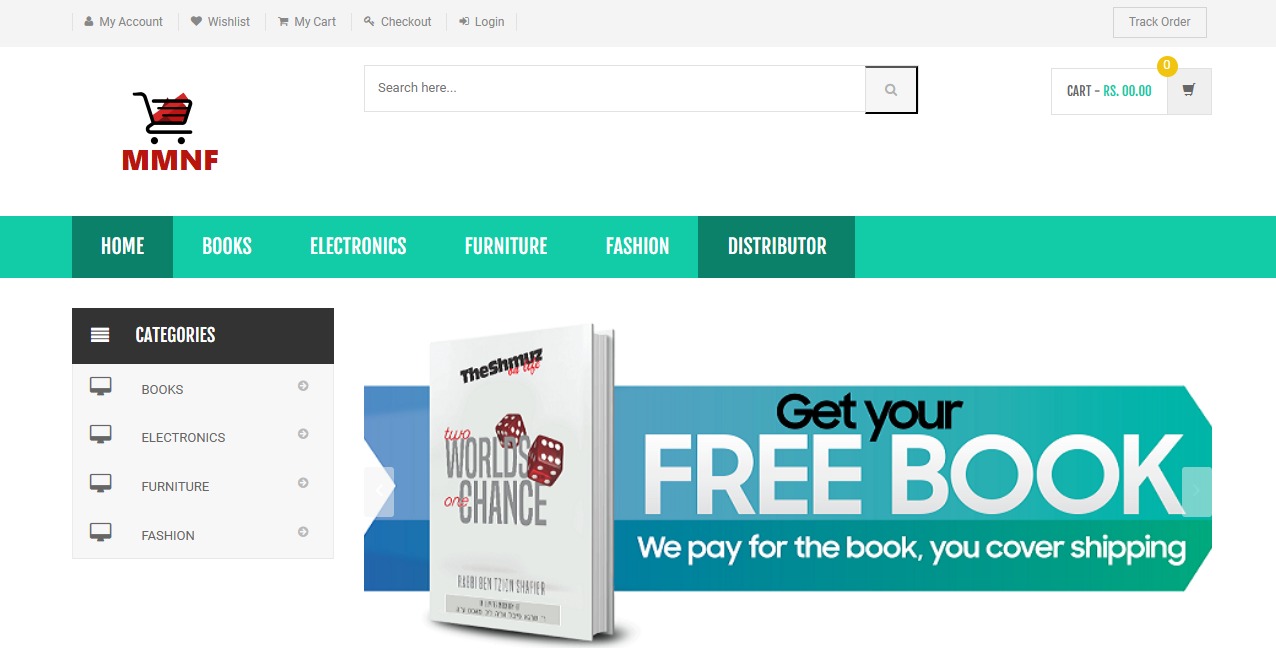 My Account
Wishlist
My Cart
Checkout
Login
Track Order
MMNF
Search here...
0
CART - RS. 00.00
HOME
BOOKS
ELECTRONICS
FURNITURE
FASHION
DISTRIBUTOR
CATEGORIES
BOOKS
ELECTRONICS
FURNITURE
FASHION
TheShmuz
on life
two
WORLDS
one CHANCE
RABBI BEN TZION SHAFIER
Get your
FREE BOOK
We pay for the book, you cover shipping